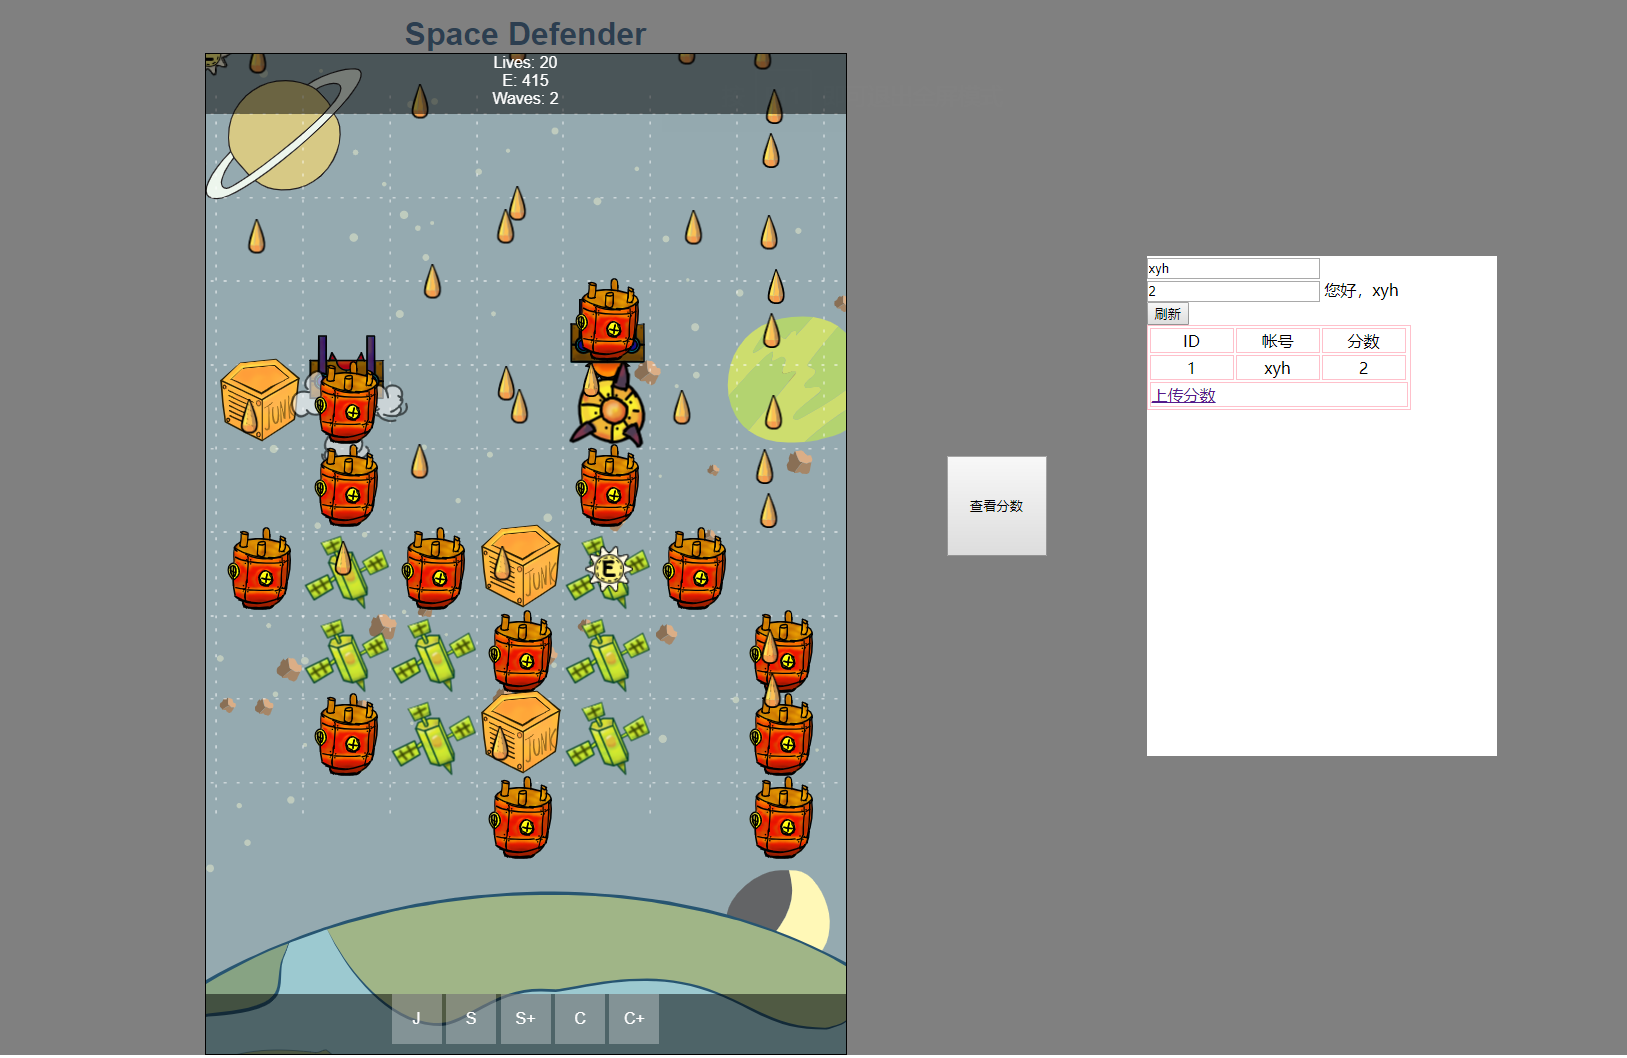 Space Defender
Lives: 20
E: 415
Waves: 2
JUNK
E
JUNK
JUNK
J S S+ C C+
查看分数
xyh
2 您好，xyh
刷新
ID 帐号 分数
1 xyh 2
上传分数